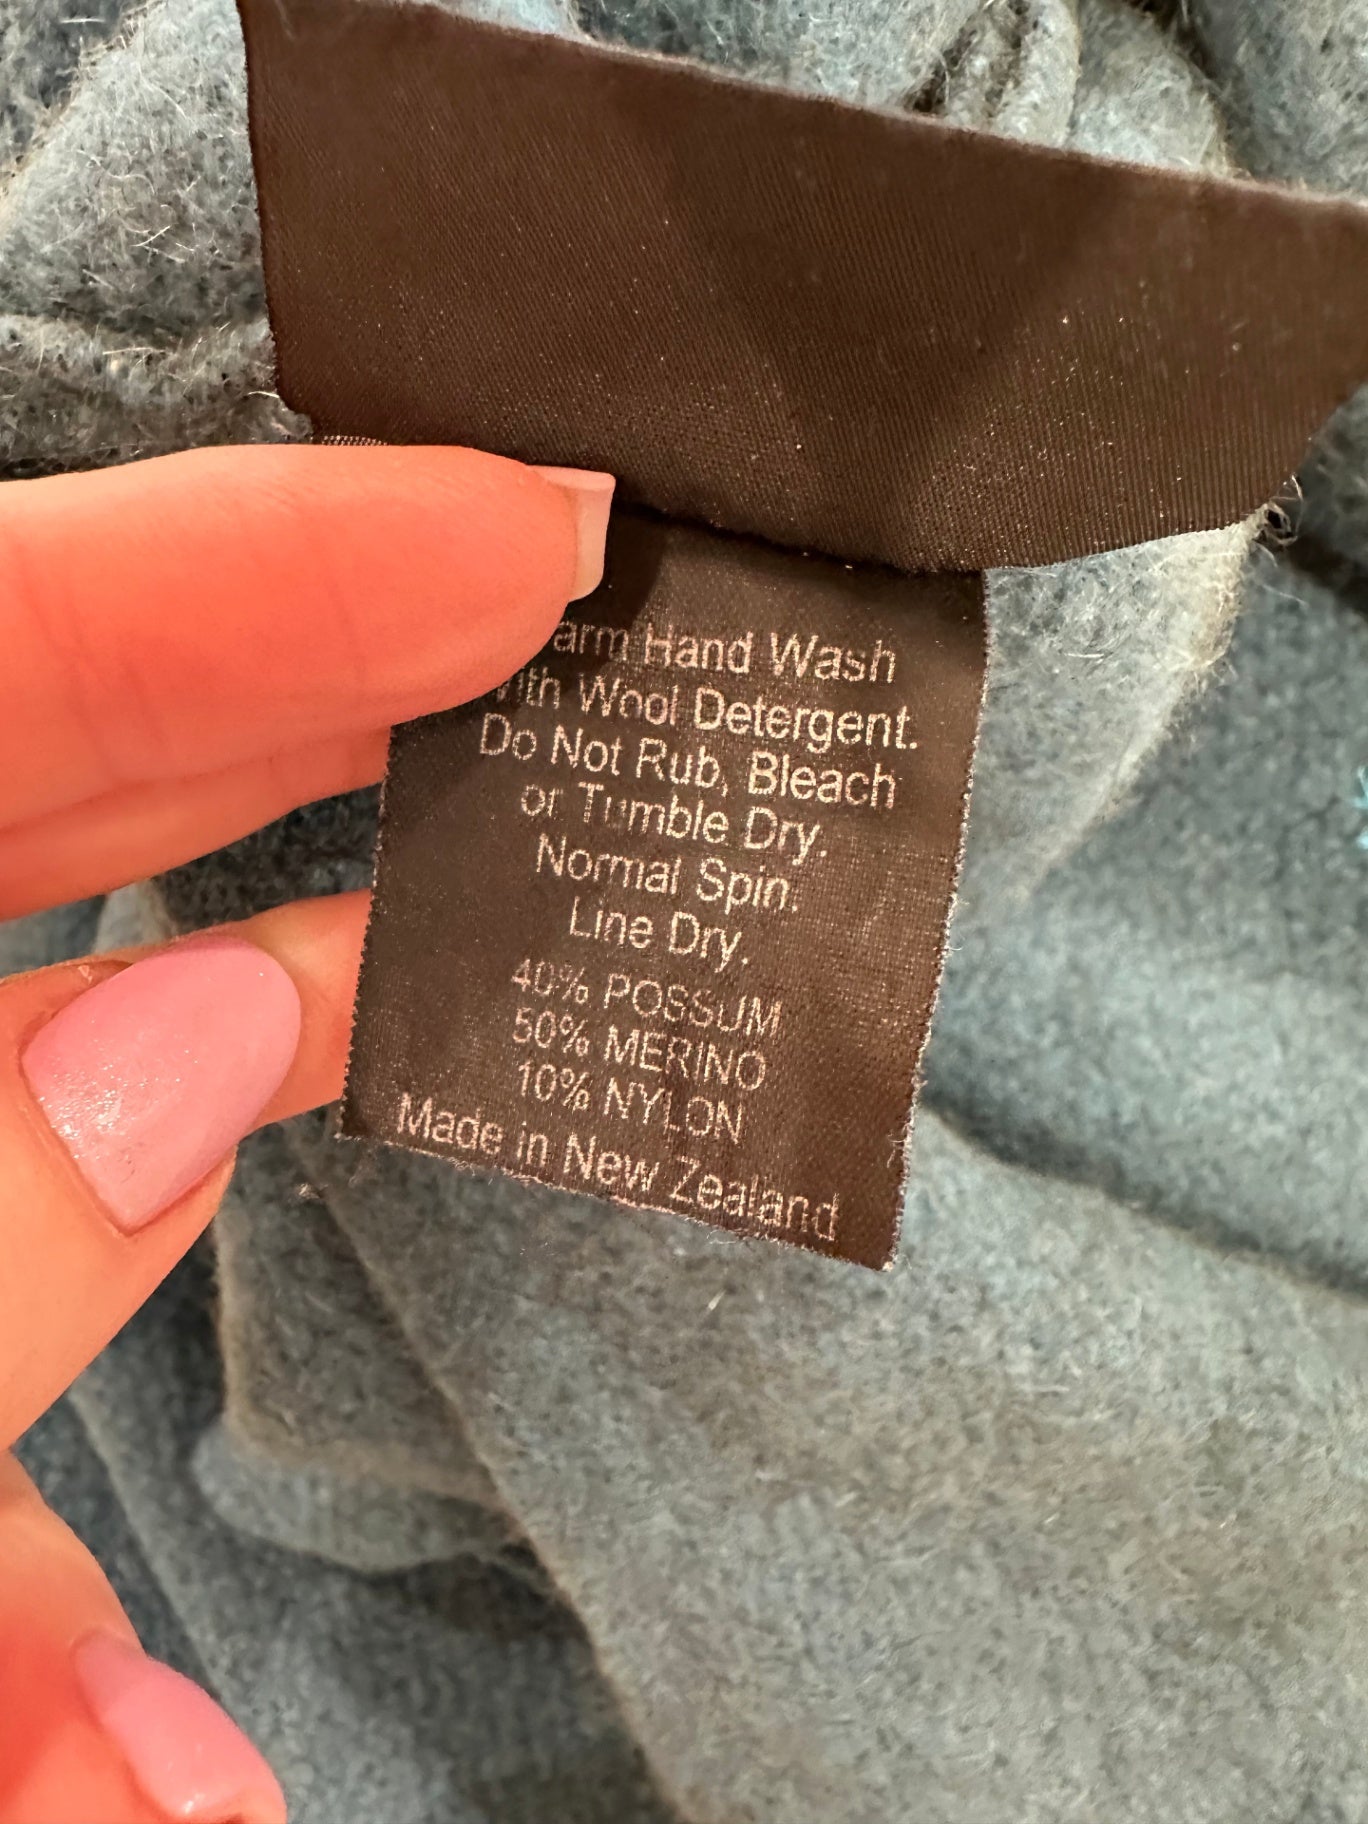 arm Hand Wash
with Wool Detergent.
Do Not Rub, Bleach
or Tumble Dry.
Normal Spin.
Line Dry.
40% POSSUM
50% MERINO
10% NYLON
Made in New Zealand